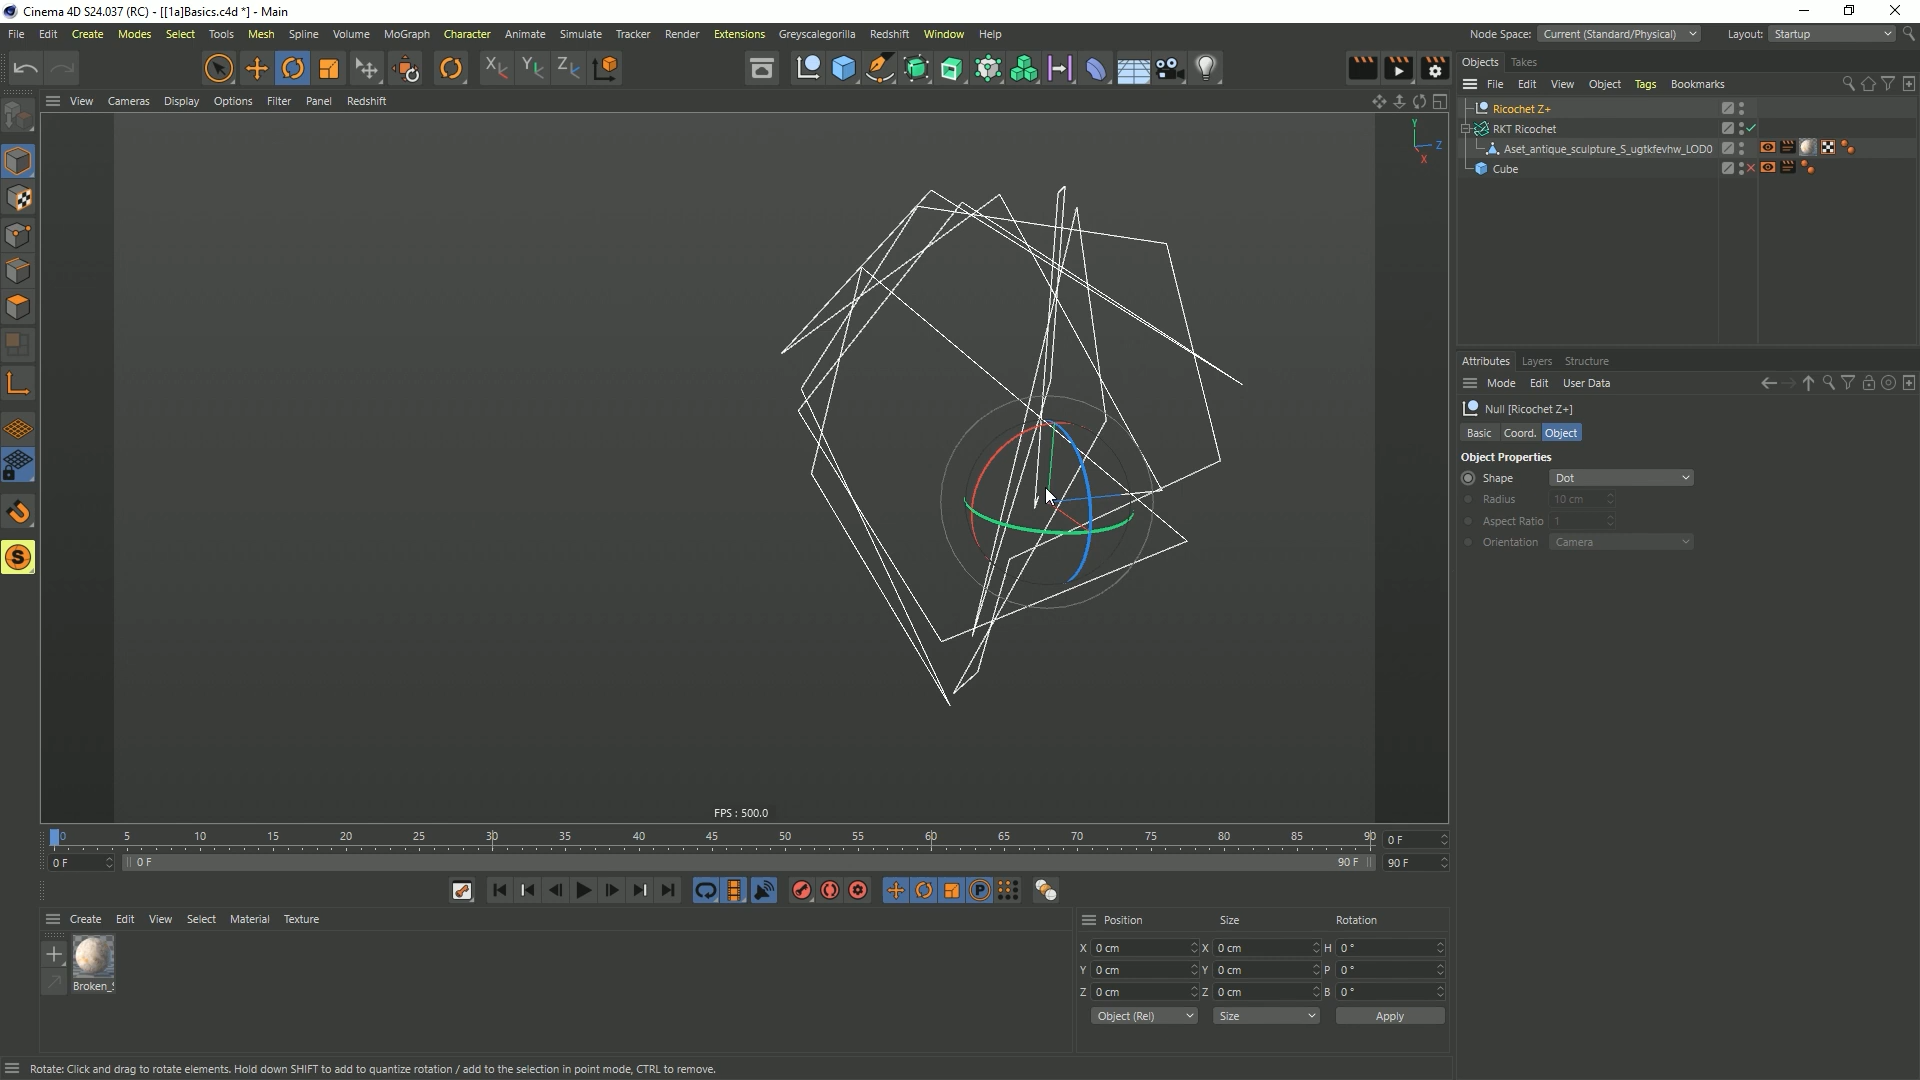 Cinema 4D S24.037 (RC) - [[1a]Basics.c4d *] - Main
File Edit Create Modes Select Tools Mesh Spline Volume MoGraph Character Animate Simulate Tracker Render Extensions Greyscalegorilla Redshift Window Help
Node Space: Current (Standard/Physical) Layout: Startup
X Y Z
Objects Takes
File Edit View Object Tags Bookmarks
View Cameras Display Options Filter Panel Redshift
Ricochet Z+
RKT Ricochet
Aset_antique_sculpture_S_ugtkfevhw_LOD0
Cube
Y
Z
X
Attributes Layers Structure
Mode Edit User Data
Null [Ricochet Z+]
Basic Coord. Object
Object Properties
Shape Dot
Radius 10 cm
Aspect Ratio 1
Orientation Camera
S
FPS : 500.0
0 5 10 15 20 25 30 35 40 45 50 55 60 65 70 75 80 85 90 0 F
0 F 0 F 90 F 90 F
P
Create Edit View Select Material Texture
Broken_S
Position Size Rotation
X 0 cm X 0 cm H 0 °
Y 0 cm Y 0 cm P 0 °
Z 0 cm Z 0 cm B 0 °
Object (Rel) Size Apply
Rotate: Click and drag to rotate elements. Hold down SHIFT to add to quantize rotation / add to the selection in point mode, CTRL to remove.